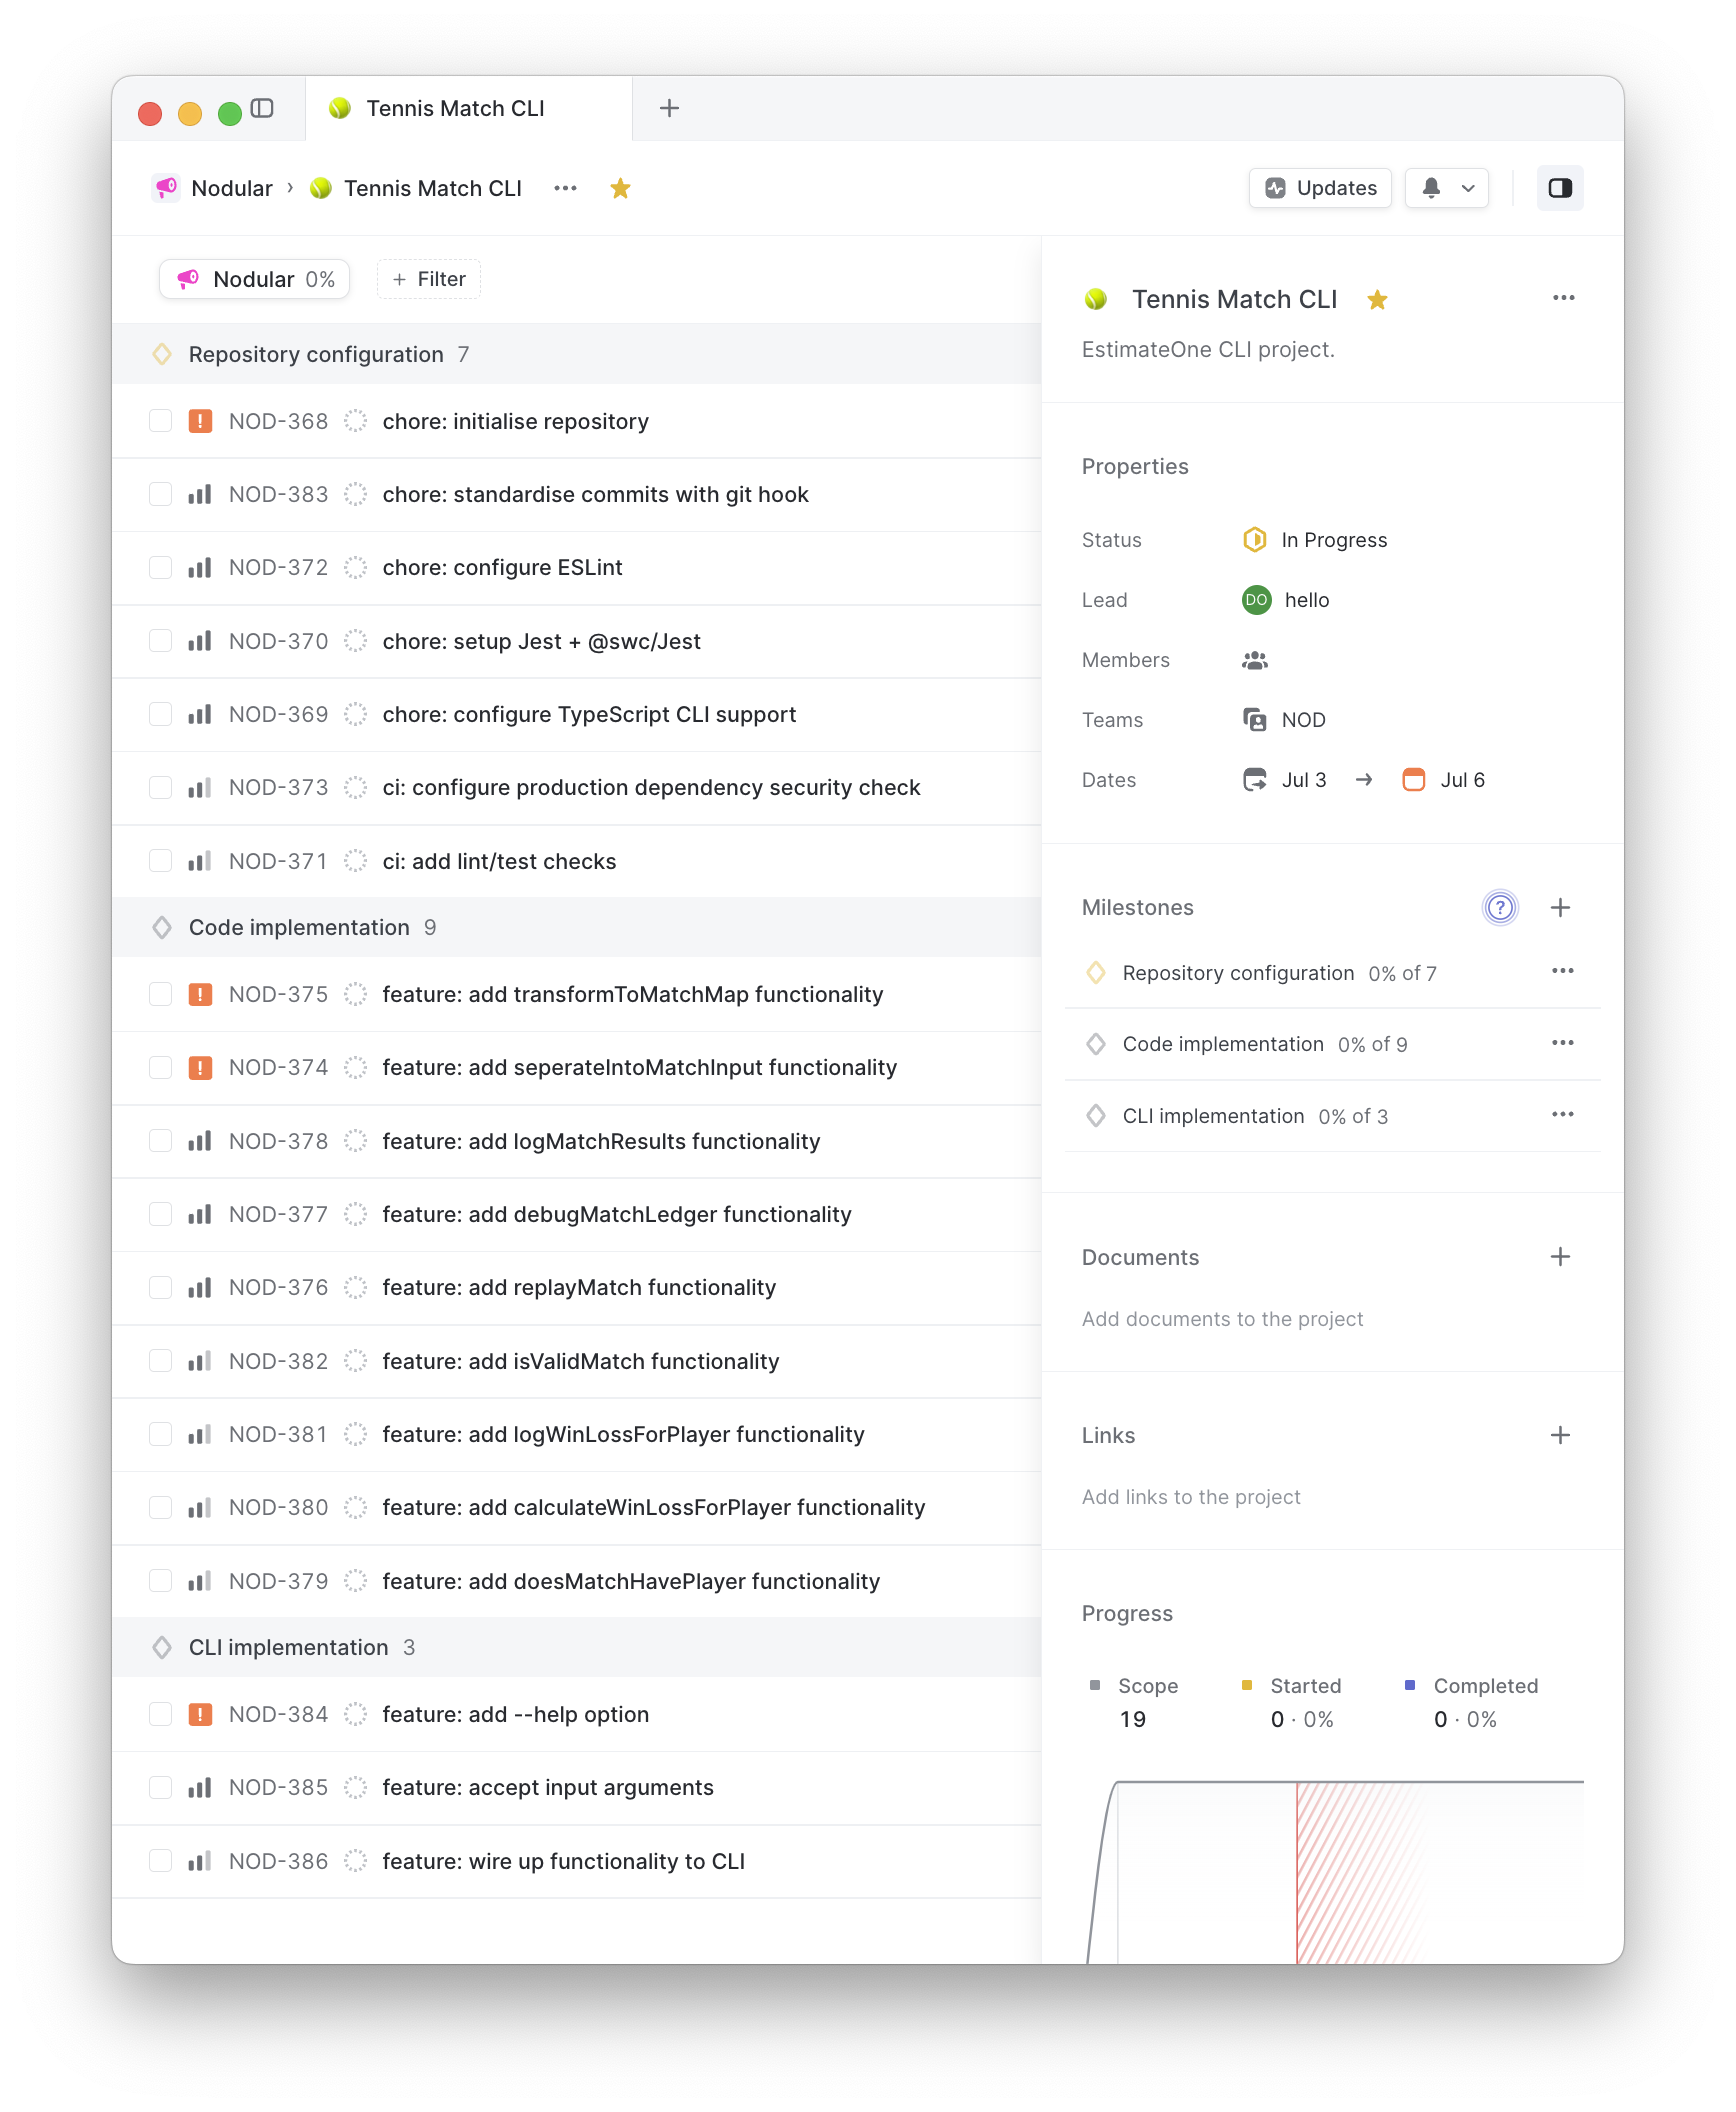 Tennis Match CLI
Nodular › Tennis Match CLI
Updates
Nodular 0%
+ Filter
Repository configuration 7
NOD-368 chore: initialise repository
NOD-383 chore: standardise commits with git hook
NOD-372 chore: configure ESLint
NOD-370 chore: setup Jest + @swc/Jest
NOD-369 chore: configure TypeScript CLI support
NOD-373 ci: configure production dependency security check
NOD-371 ci: add lint/test checks
Code implementation 9
NOD-375 feature: add transformToMatchMap functionality
NOD-374 feature: add seperateIntoMatchInput functionality
NOD-378 feature: add logMatchResults functionality
NOD-377 feature: add debugMatchLedger functionality
NOD-376 feature: add replayMatch functionality
NOD-382 feature: add isValidMatch functionality
NOD-381 feature: add logWinLossForPlayer functionality
NOD-380 feature: add calculateWinLossForPlayer functionality
NOD-379 feature: add doesMatchHavePlayer functionality
CLI implementation 3
NOD-384 feature: add --help option
NOD-385 feature: accept input arguments
NOD-386 feature: wire up functionality to CLI
Tennis Match CLI
EstimateOne CLI project.
Properties
Status In Progress
Lead DO hello
Members
Teams NOD
Dates Jul 3 → Jul 6
Milestones ?
Repository configuration 0% of 7
Code implementation 0% of 9
CLI implementation 0% of 3
Documents
Add documents to the project
Links
Add links to the project
Progress
Scope Started Completed
19 0 · 0% 0 · 0%